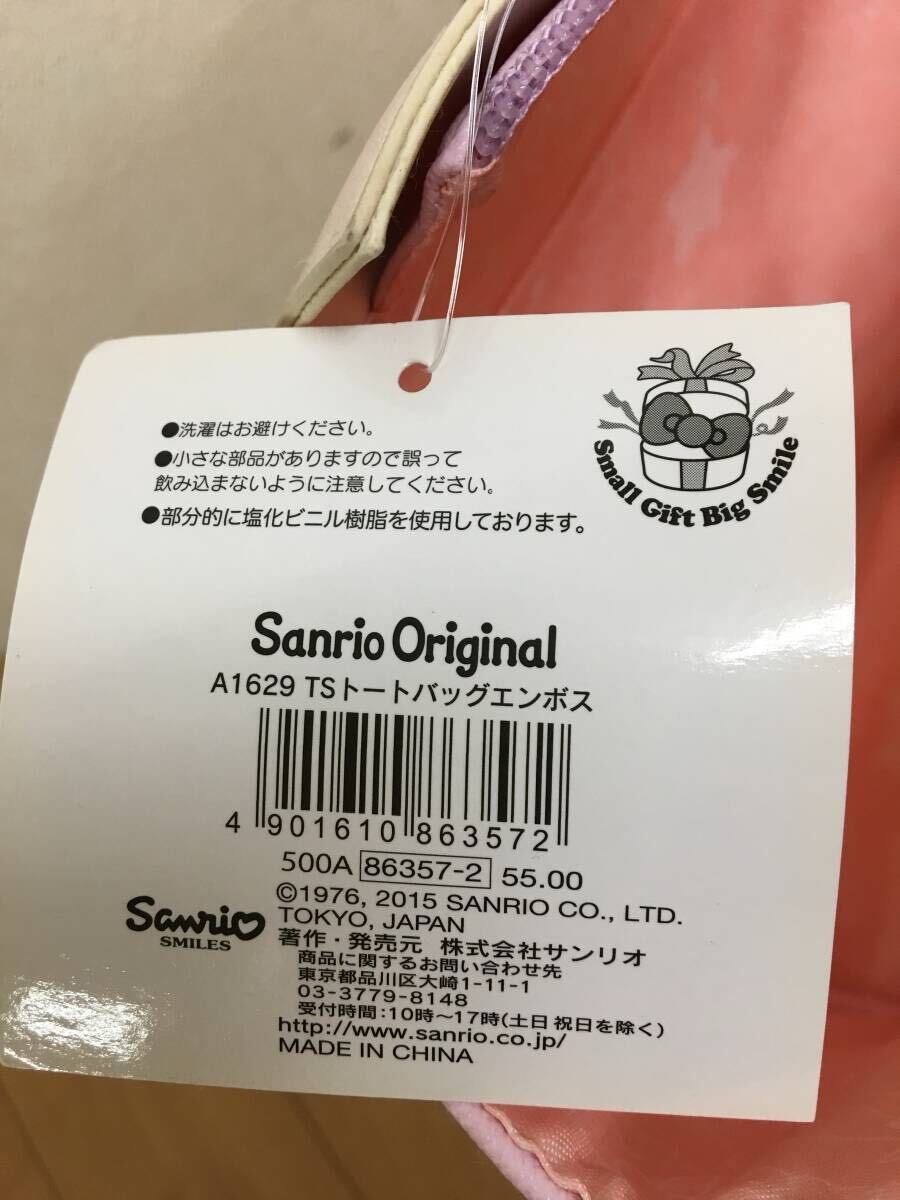 ●洗濯はお避けください。
●小さな部品がありますので誤って
飲み込まないように注意してください。
●部分的に塩化ビニル樹脂を使用しております。
Small Gift Big Smile
Sanrio Original
A1629 TSトートバッグエンボス
4 901610 863572
500A 86357-2 55.00
©1976, 2015 SANRIO CO., LTD.
TOKYO, JAPAN
Sanrio
SMILES
著作・発売元 株式会社サンリオ
商品に関するお問い合わせ先
東京都品川区大崎1-11-1
03-3779-8148
受付時間:10時〜17時(土日 祝日を除く)
http://www.sanrio.co.jp/
MADE IN CHINA